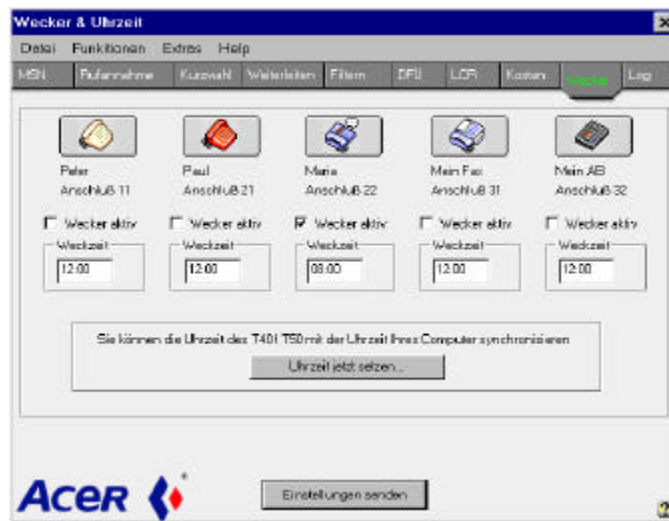 Wecker & Uhrzeit
Datei Funktionen Extras Help
MSN Rufannahme Kurzwahl Weiterleiten Filtern DFÜ LCR Kosten Wecker Log
Peter Paul Maria Mein Fax Mein AB
Anschluß 11 Anschluß 21 Anschluß 22 Anschluß 31 Anschluß 32
Wecker aktiv Wecker aktiv Wecker aktiv Wecker aktiv Wecker aktiv
Weckzeit Weckzeit Weckzeit Weckzeit Weckzeit
12:00 12:00 08:00 12:00 12:00
Sie können die Uhrzeit des T40/ T50 mit der Uhrzeit Ihres Computer synchronisieren
Uhrzeit jetzt setzen...
Acer
Einstellungen senden